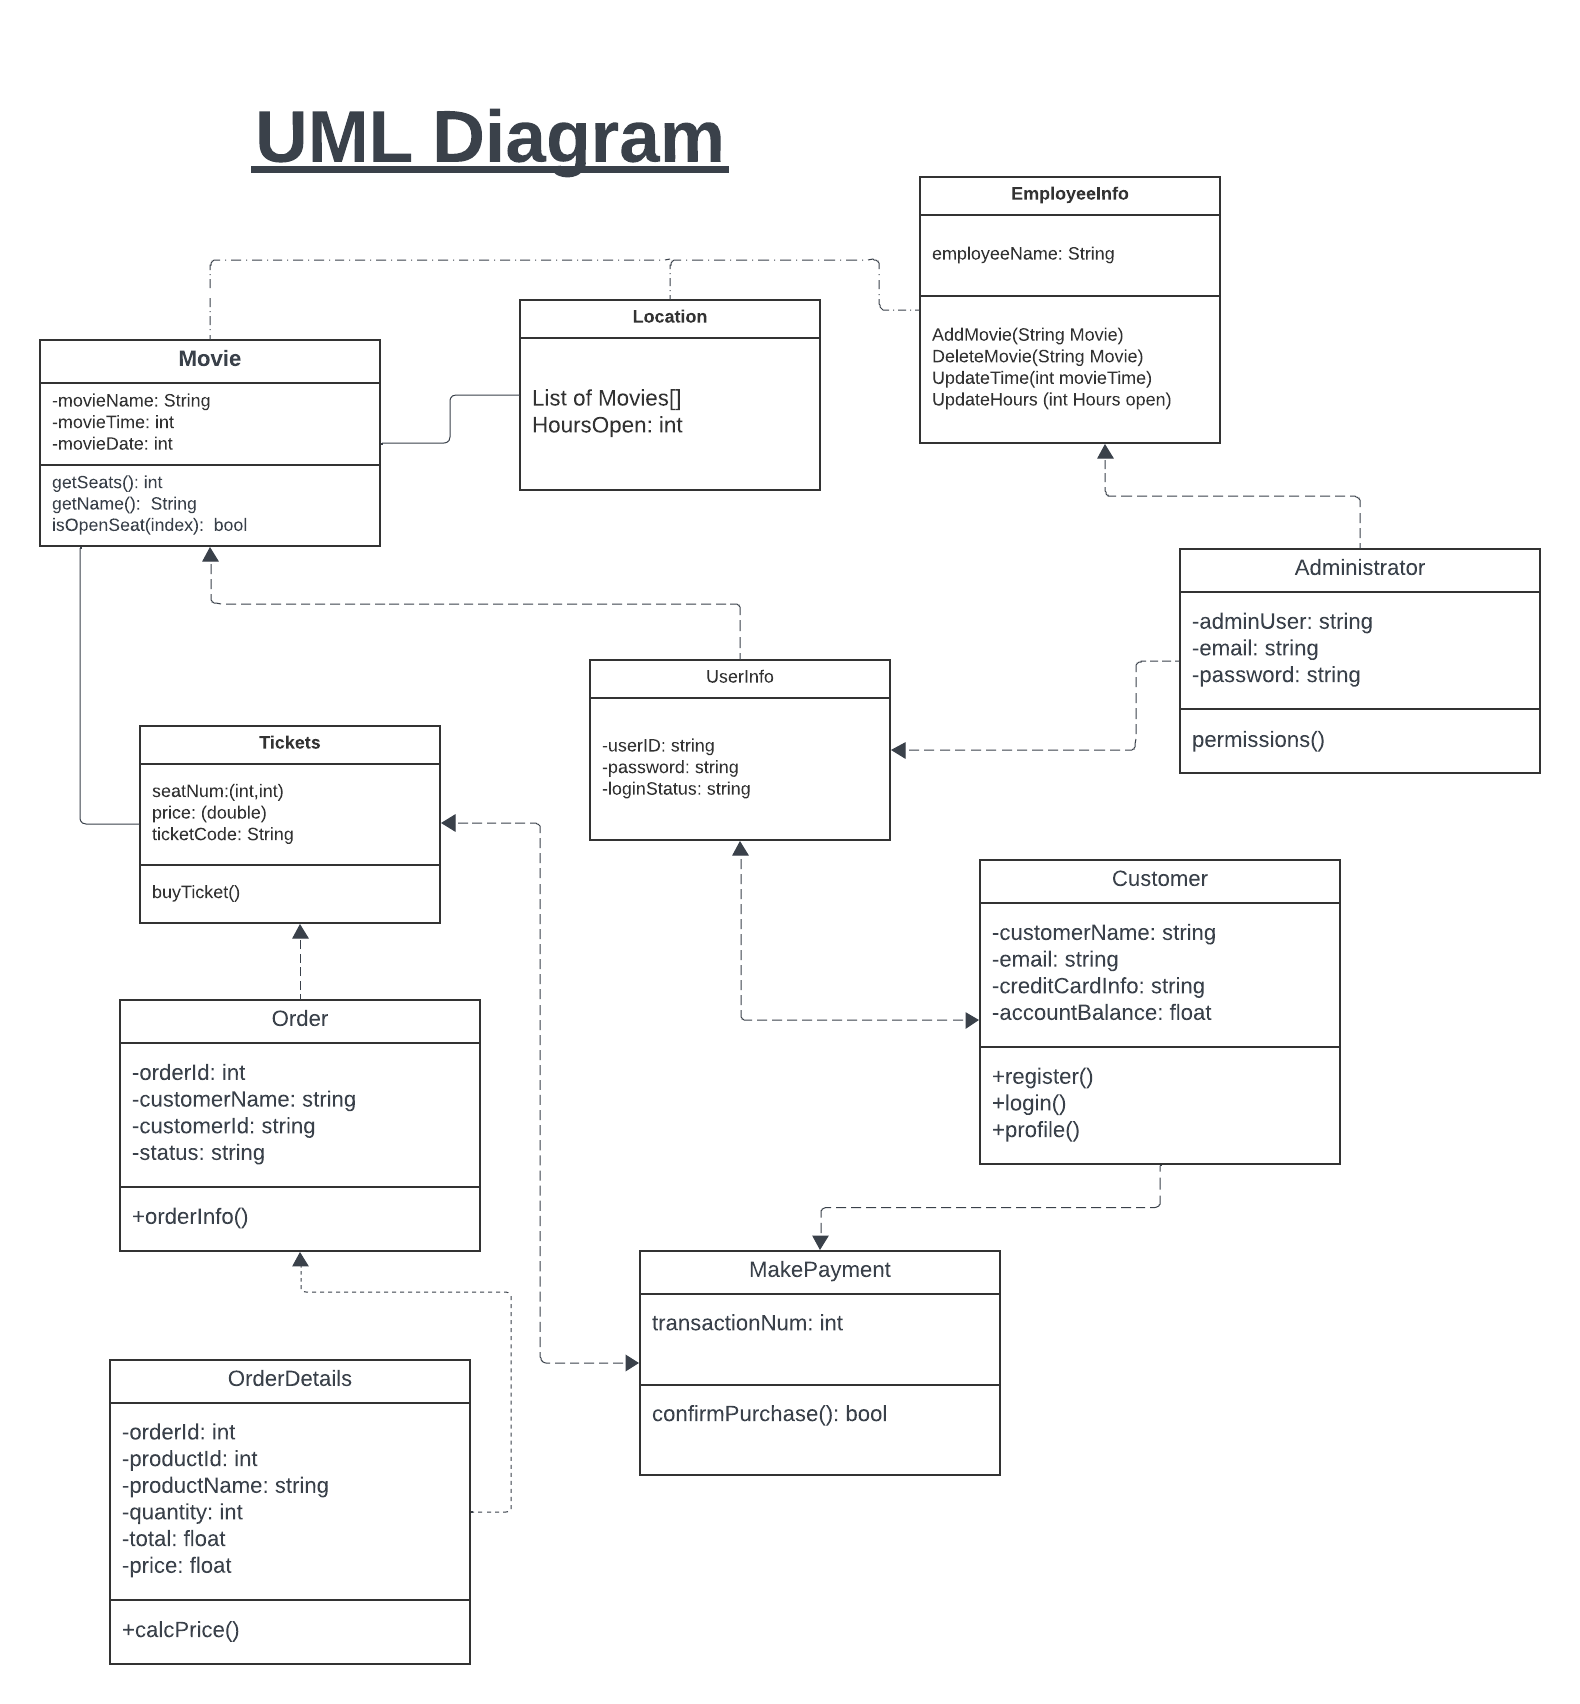 UML Diagram
EmployeeInfo
employeeName: String
AddMovie(String Movie)
DeleteMovie(String Movie)
UpdateTime(int movieTime)
UpdateHours (int Hours open)
Location
List of Movies[]
HoursOpen: int
Movie
-movieName: String
-movieTime: int
-movieDate: int
getSeats(): int
getName():  String
isOpenSeat(index):  bool
Administrator
-adminUser: string
-email: string
-password: string
permissions()
UserInfo
-userID: string
-password: string
-loginStatus: string
Tickets
seatNum:(int,int)
price: (double)
ticketCode: String
buyTicket()
Customer
-customerName: string
-email: string
-creditCardInfo: string
-accountBalance: float
+register()
+login()
+profile()
Order
-orderId: int
-customerName: string
-customerId: string
-status: string
+orderInfo()
MakePayment
transactionNum: int
confirmPurchase(): bool
OrderDetails
-orderId: int
-productId: int
-productName: string
-quantity: int
-total: float
-price: float
+calcPrice()